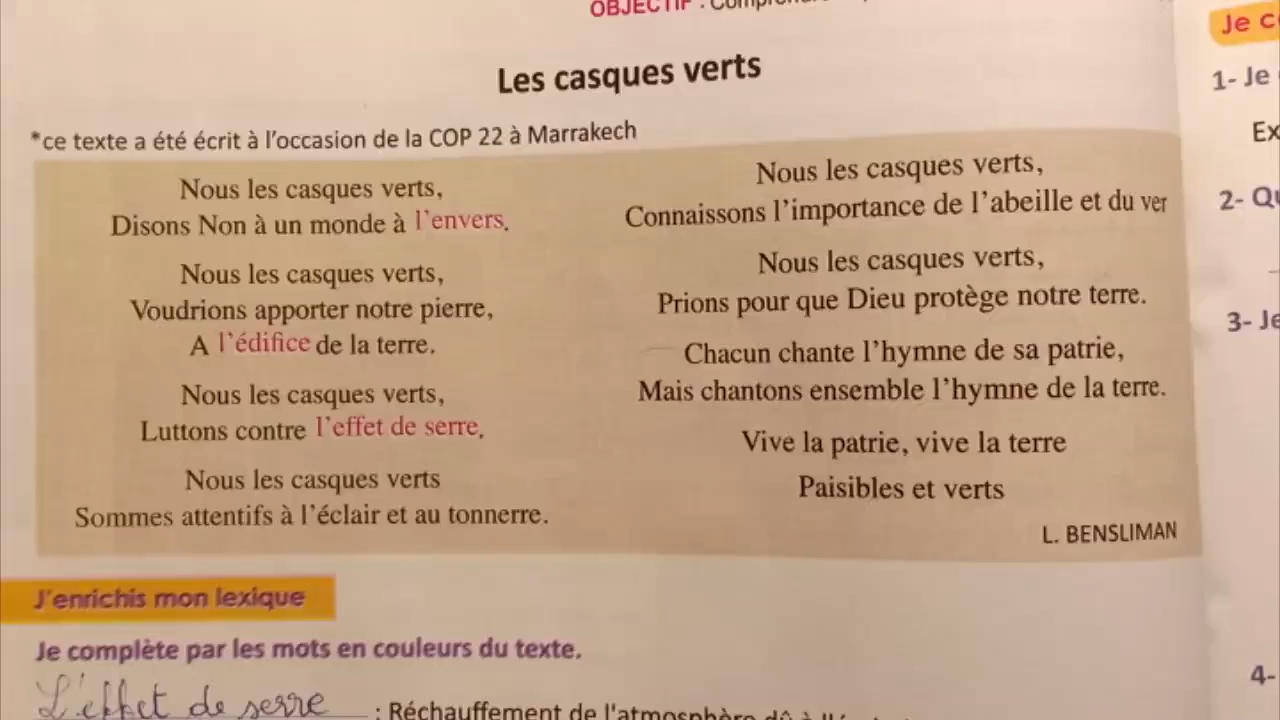 OBJECTIF :
Les casques verts
*ce texte a été écrit à l'occasion de la COP 22 à Marrakech
Nous les casques verts,
Disons Non à un monde à l'envers.
Nous les casques verts,
Voudrions apporter notre pierre,
A l'édifice de la terre.
Nous les casques verts,
Luttons contre l'effet de serre.
Nous les casques verts
Sommes attentifs à l'éclair et au tonnerre.
Nous les casques verts,
Connaissons l'importance de l'abeille et du ver
Nous les casques verts,
Prions pour que Dieu protège notre terre.
Chacun chante l'hymne de sa patrie,
Mais chantons ensemble l'hymne de la terre.
Vive la patrie, vive la terre
Paisibles et verts
L. BENSLIMAN
J'enrichis mon lexique
Je complète par les mots en couleurs du texte.
L'effet de serre : Réchauffement de l'atmosphère dû à
Je c
1- Je
Ex
2- Qu
3- Je
4-